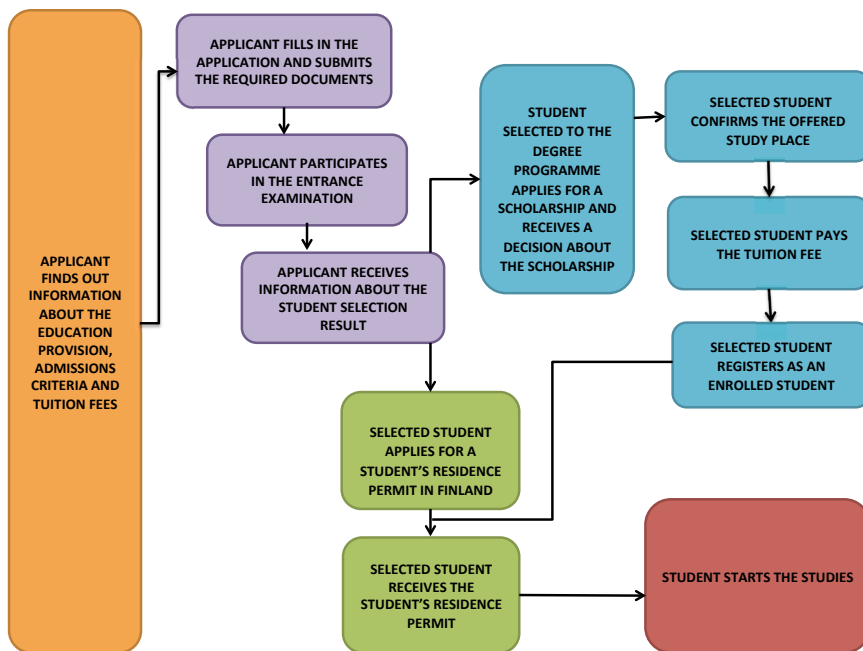 APPLICANT
FINDS OUT
INFORMATION
ABOUT THE
EDUCATION
PROVISION,
ADMISSIONS
CRITERIA AND
TUITION FEES
APPLICANT FILLS IN THE
APPLICATION AND SUBMITS
THE REQUIRED DOCUMENTS
APPLICANT PARTICIPATES
IN THE ENTRANCE
EXAMINATION
APPLICANT RECEIVES
INFORMATION ABOUT THE
STUDENT SELECTION
RESULT
STUDENT
SELECTED TO THE
DEGREE
PROGRAMME
APPLIES FOR A
SCHOLARSHIP AND
RECEIVES A
DECISION ABOUT
THE SCHOLARSHIP
SELECTED STUDENT
CONFIRMS THE OFFERED
STUDY PLACE
SELECTED STUDENT PAYS
THE TUITION FEE
SELECTED STUDENT
REGISTERS AS AN
ENROLLED STUDENT
SELECTED STUDENT
APPLIES FOR A
STUDENT'S RESIDENCE
PERMIT IN FINLAND
SELECTED STUDENT
RECEIVES THE
STUDENT'S RESIDENCE
PERMIT
STUDENT STARTS THE STUDIES